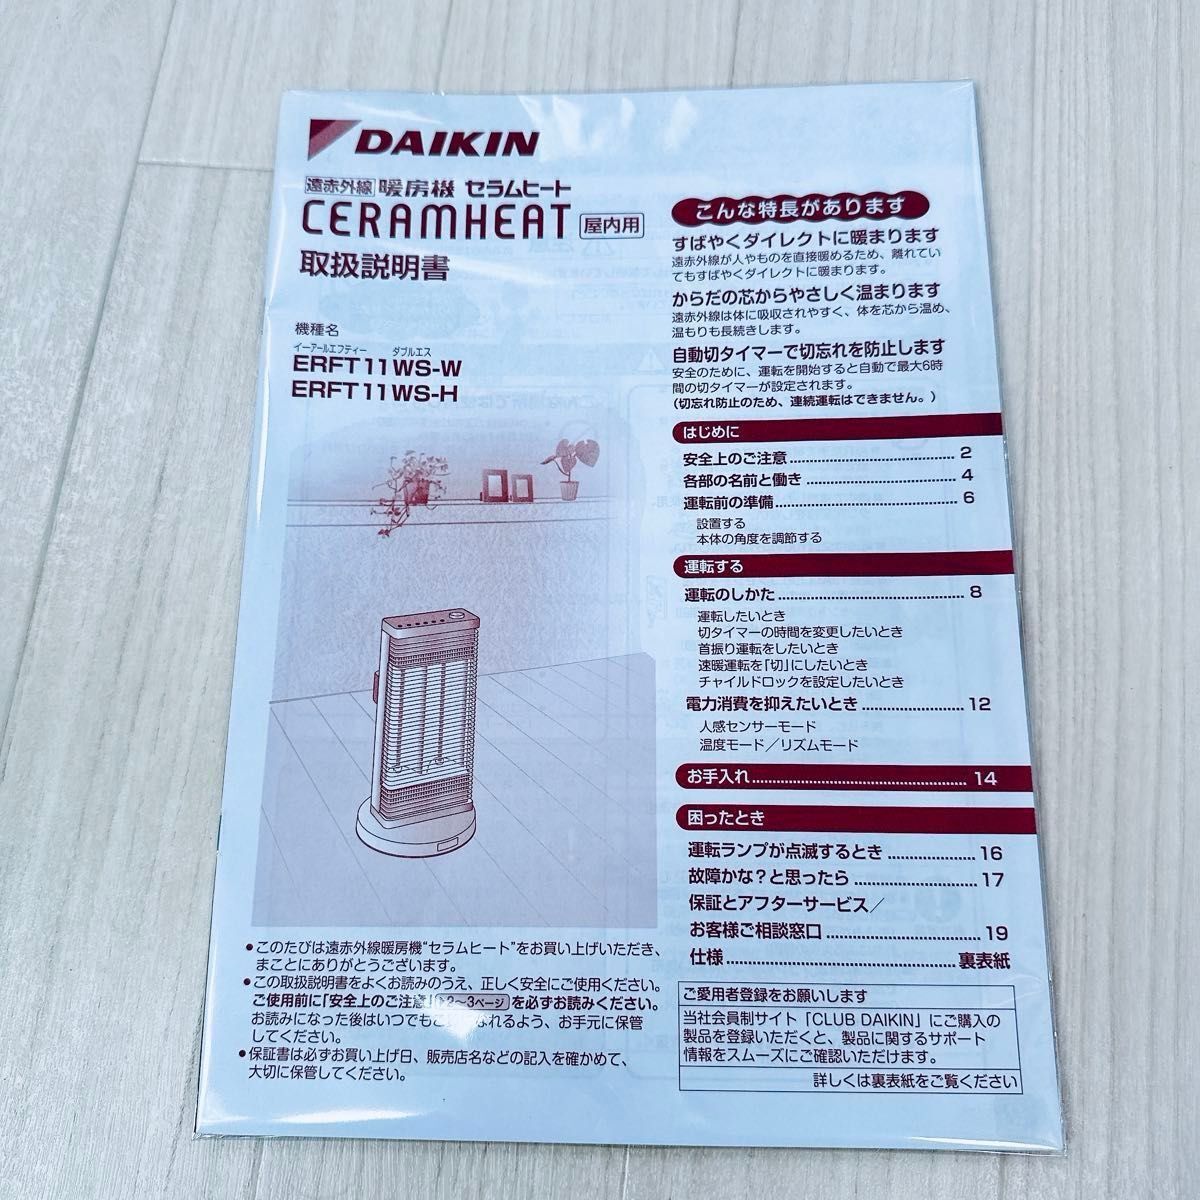 DAIKIN
遠赤外線 暖房機 セラムヒート
CERAMHEAT 屋内用
取扱説明書
機種名
イーアールエフティー ダブルエス
ERFT11WS-W
ERFT11WS-H
●このたびは遠赤外線暖房機“セラムヒート”をお買い上げいただき、
まことにありがとうございます。
●この取扱説明書をよくお読みのうえ、正しく安全にご使用ください。
ご使用前に「安全上のご注意」2〜3ページを必ずお読みください。
お読みになった後はいつでもご覧になれるよう、お手元に保管
してください。
●保証書は必ずお買い上げ日、販売店名などの記入を確かめて、
大切に保管してください。
こんな特長があります
すばやくダイレクトに暖まります
遠赤外線が人やものを直接暖めるため、離れてい
てもすばやくダイレクトに暖まります。
からだの芯からやさしく温まります
遠赤外線は体に吸収されやすく、体を芯から温め、
温もりも長続きします。
自動切タイマーで切忘れを防止します
安全のために、運転を開始すると自動で最大6時
間の切タイマーが設定されます。
(切忘れ防止のため、連続運転はできません。)
はじめに
安全上のご注意 2
各部の名前と働き 4
運転前の準備 6
設置する
本体の角度を調節する
運転する
運転のしかた 8
運転したいとき
切タイマーの時間を変更したいとき
首振り運転をしたいとき
速暖運転を「切」にしたいとき
チャイルドロックを設定したいとき
電力消費を抑えたいとき 12
人感センサーモード
温度モード／リズムモード
お手入れ 14
困ったとき
運転ランプが点滅するとき 16
故障かな？と思ったら 17
保証とアフターサービス／
お客様ご相談窓口 19
仕様 裏表紙
ご愛用者登録をお願いします
当社会員制サイト「CLUB DAIKIN」にご購入の
製品を登録いただくと、製品に関するサポート
情報をスムーズにご確認いただけます。
詳しくは裏表紙をご覧ください